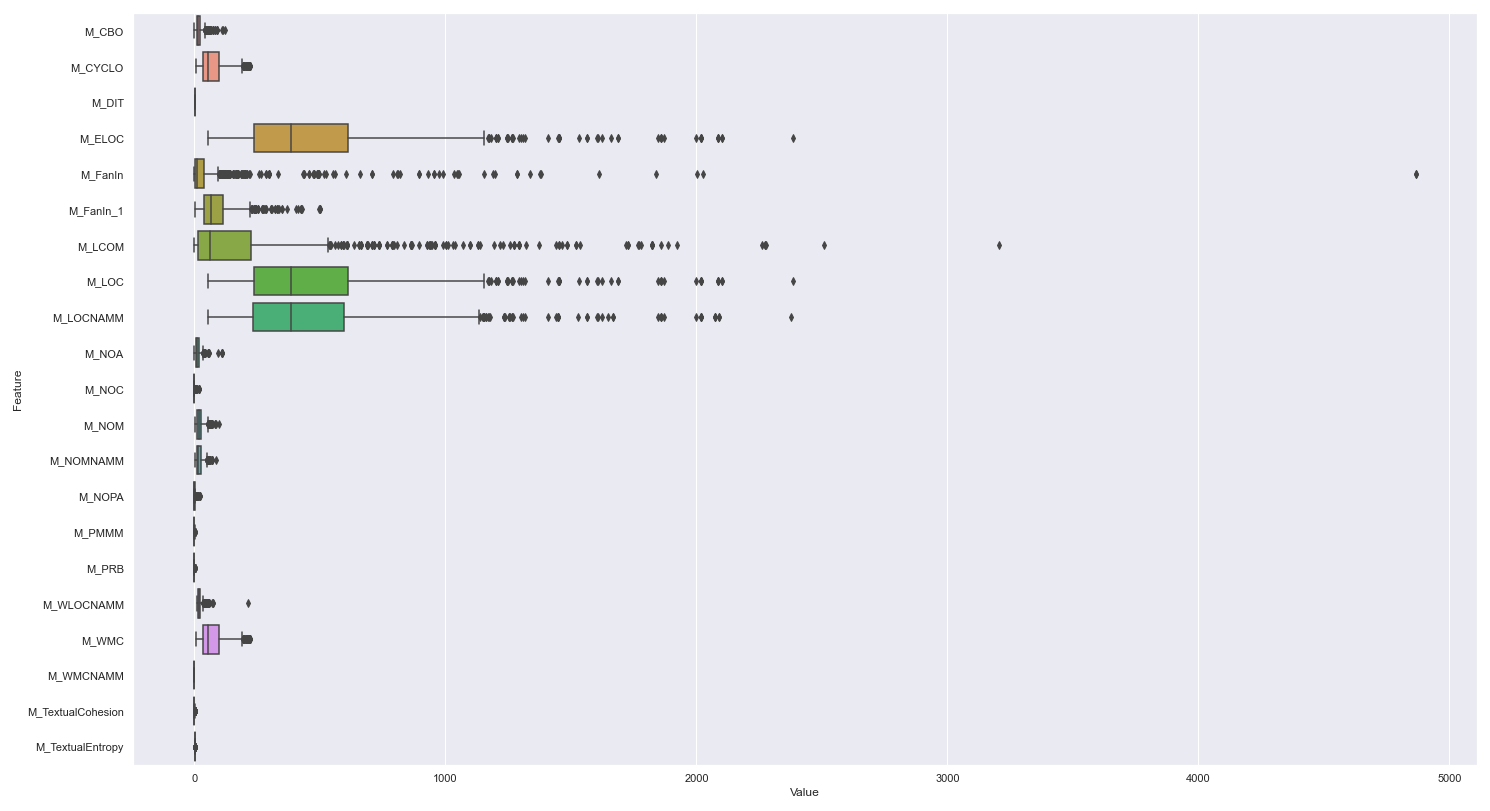 M_CBO
M_CYCLO
M_DIT
M_ELOC
M_FanIn
M_FanIn_1
M_LCOM
M_LOC
M_LOCNAMM
M_NOA
M_NOC
M_NOM
M_NOMNAMM
M_NOPA
M_PMMM
M_PRB
M_WLOCNAMM
M_WMC
M_WMCNAMM
M_TextualCohesion
M_TextualEntropy
Feature
0 1000 2000 3000 4000 5000
Value